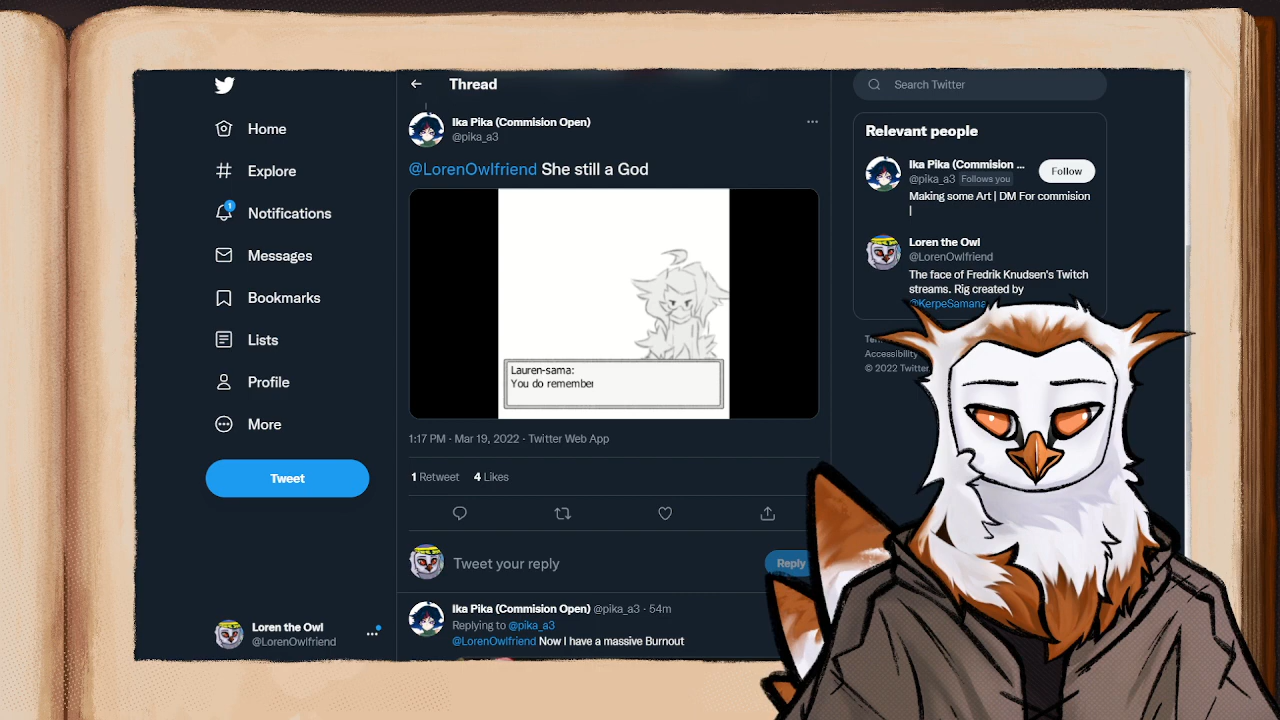 Home
Explore
1
Notifications
Messages
Bookmarks
Lists
Profile
More
Tweet
Loren the Owl
@LorenOwlfriend
Thread
Ika Pika (Commision Open)
@pika_a3
@LorenOwlfriend She still a God
Lauren-sama:
You do remember
1:17 PM · Mar 19, 2022 · Twitter Web App
1 Retweet 4 Likes
Tweet your reply
Reply
Ika Pika (Commision Open) @pika_a3 · 54m
Replying to @pika_a3
@LorenOwlfriend Now I have a massive Burnout
Search Twitter
Relevant people
Ika Pika (Commision ...
@pika_a3 Follows you
Follow
Making some Art | DM For commision
|
Loren the Owl
@LorenOwlfriend
The face of Fredrik Knudsen's Twitch
streams. Rig created by
@KerpeSamana
Accessibility
© 2022 Twitter